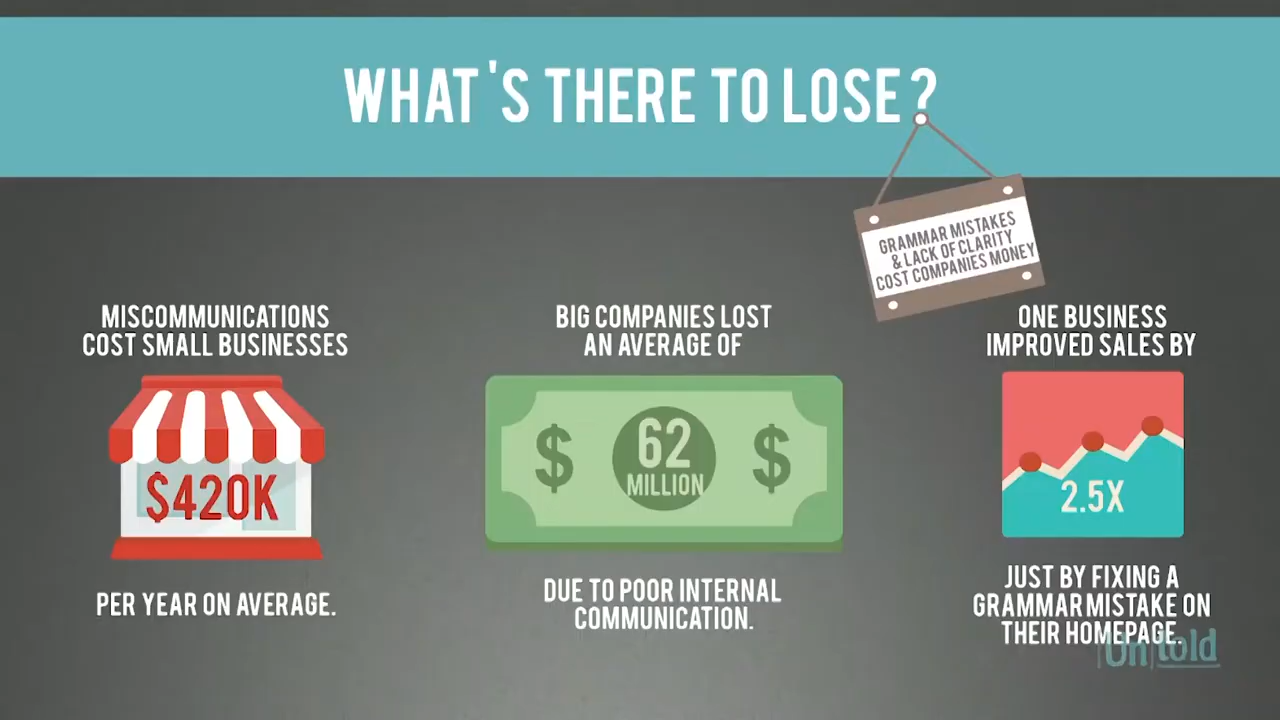 WHAT'S THERE TO LOSE?
GRAMMAR MISTAKES
& LACK OF CLARITY
COST COMPANIES MONEY
MISCOMMUNICATIONS
COST SMALL BUSINESSES
$420K
PER YEAR ON AVERAGE.
BIG COMPANIES LOST
AN AVERAGE OF
$ 62 $
MILLION
DUE TO POOR INTERNAL
COMMUNICATION.
ONE BUSINESS
IMPROVED SALES BY
2.5X
JUST BY FIXING A
GRAMMAR MISTAKE ON
THEIR HOMEPAGE.
Untold